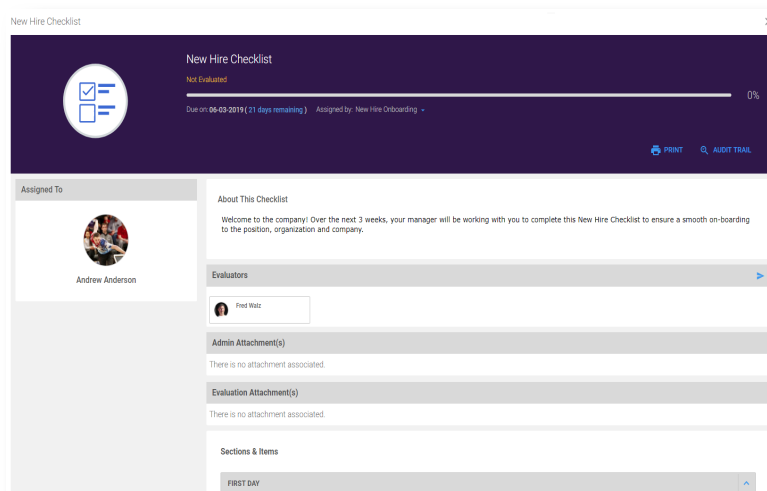 New Hire Checklist
New Hire Checklist
Not Evaluated
0%
Due on: 06-03-2019 ( 21 days remaining ) Assigned by: New Hire Onboarding
PRINT AUDIT TRAIL
Assigned To
Andrew Anderson
About This Checklist
Welcome to the company! Over the next 3 weeks, your manager will be working with you to complete this New Hire Checklist to ensure a smooth on-boarding
to the position, organization and company.
Evaluators
Fred Walz
Admin Attachment(s)
There is no attachment associated.
Evaluation Attachment(s)
There is no attachment associated.
Sections & Items
FIRST DAY